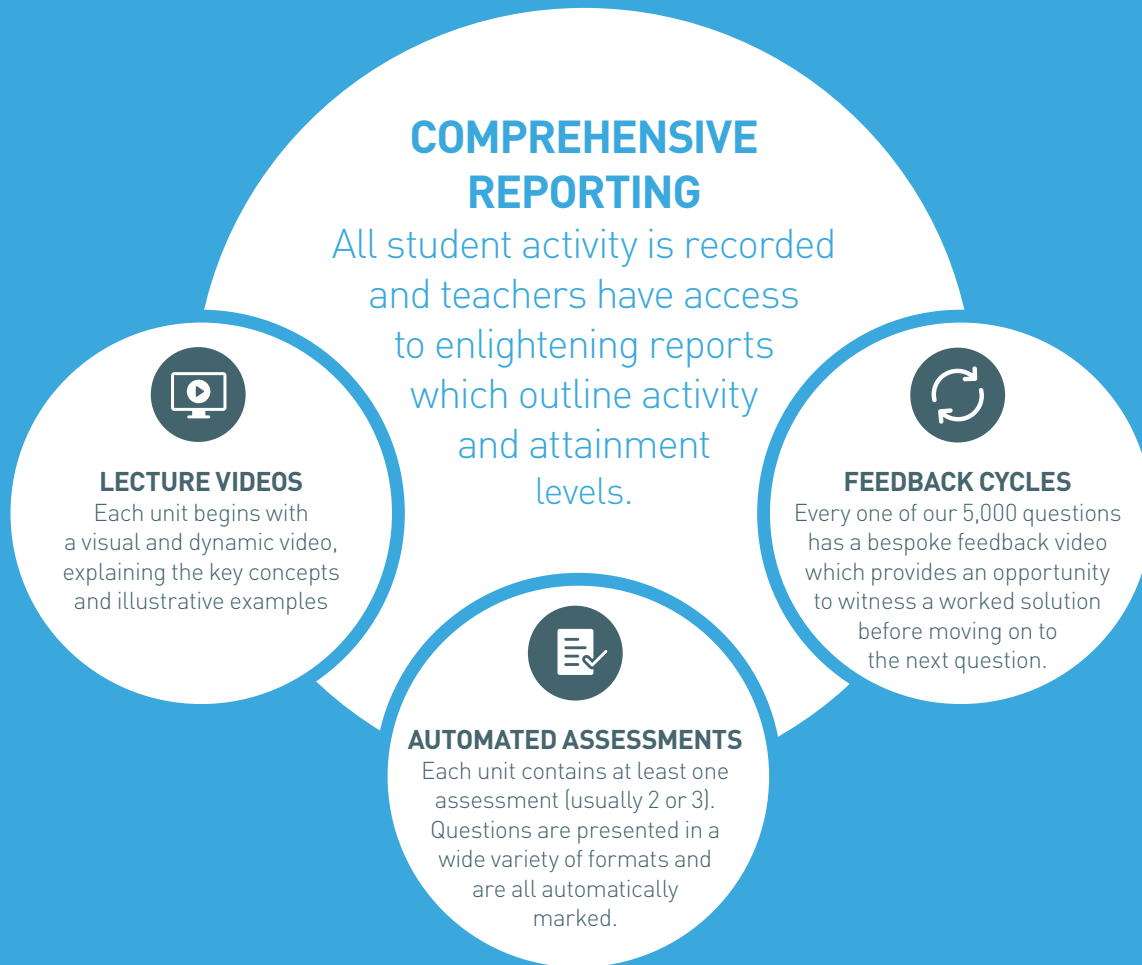 COMPREHENSIVE
REPORTING
All student activity is recorded
and teachers have access
to enlightening reports
which outline activity
and attainment
levels.
LECTURE VIDEOS
Each unit begins with
a visual and dynamic video,
explaining the key concepts
and illustrative examples
AUTOMATED ASSESSMENTS
Each unit contains at least one
assessment (usually 2 or 3).
Questions are presented in a
wide variety of formats and
are all automatically
marked.
FEEDBACK CYCLES
Every one of our 5,000 questions
has a bespoke feedback video
which provides an opportunity
to witness a worked solution
before moving on to
the next question.